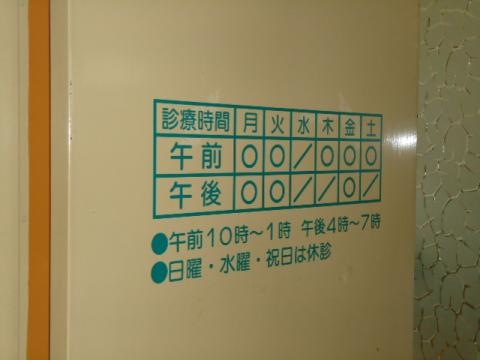 診療時間 月 火 水 木 金 土
午前 ○ ○ / ○ ○ ○
午後 ○ ○ / / ○ /
●午前10時～1時 午後4時～7時
●日曜・水曜・祝日は休診